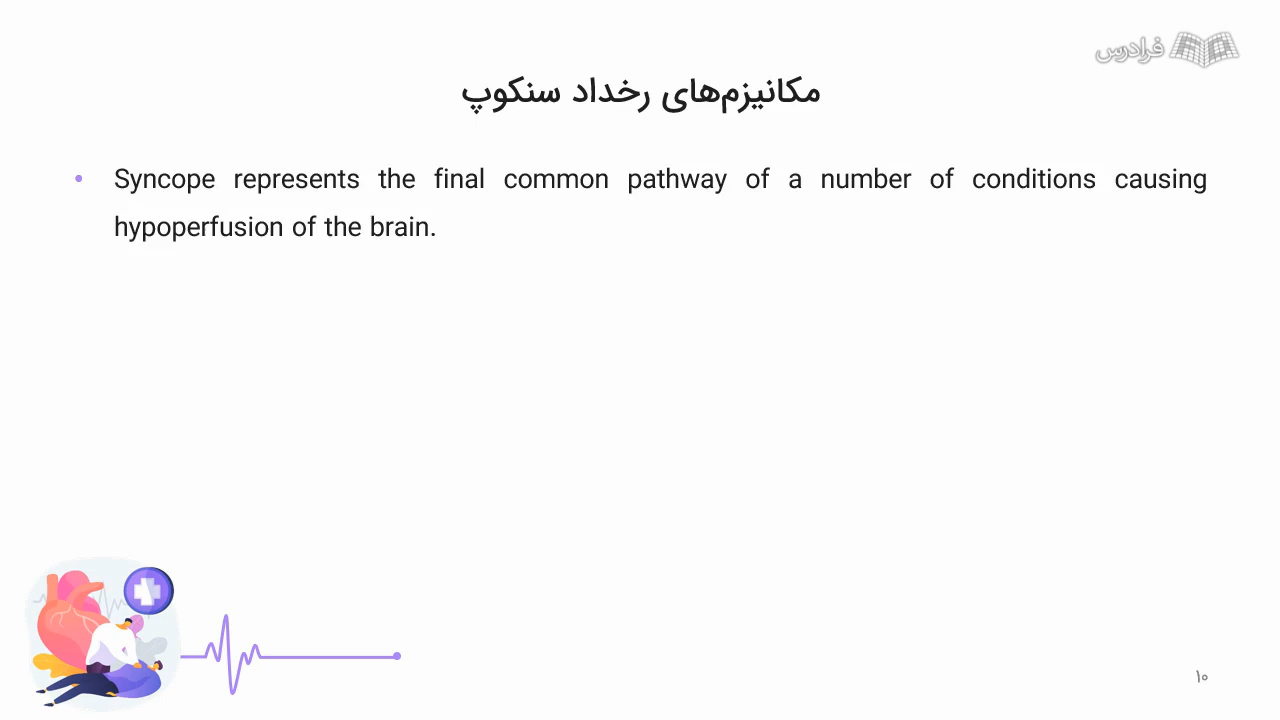 فرادرس
مکانیزم‌های رخداد سنکوپ
• Syncope represents the final common pathway of a number of conditions causing
hypoperfusion of the brain.
۱۰